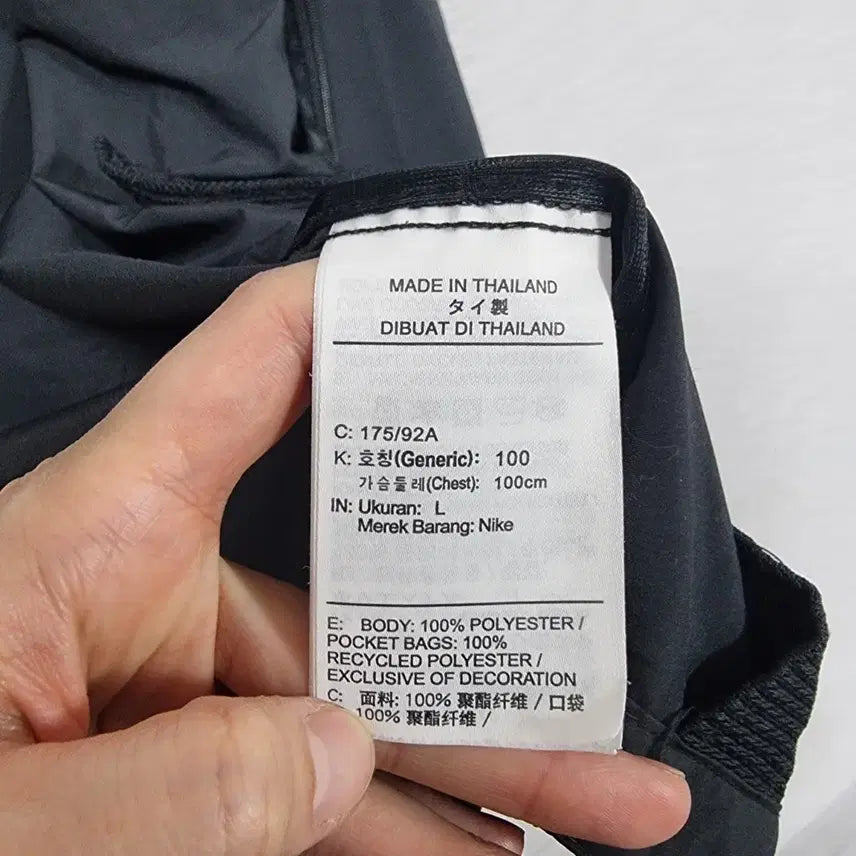 MADE IN THAILAND
タイ製
DIBUAT DI THAILAND
C: 175/92A
K: 호칭(Generic): 100
가슴둘레(Chest): 100cm
IN: Ukuran: L
Merek Barang: Nike
E: BODY: 100% POLYESTER /
POCKET BAGS: 100%
RECYCLED POLYESTER /
EXCLUSIVE OF DECORATION
C: 面料: 100% 聚酯纤维 / 口袋
100% 聚酯纤维 /